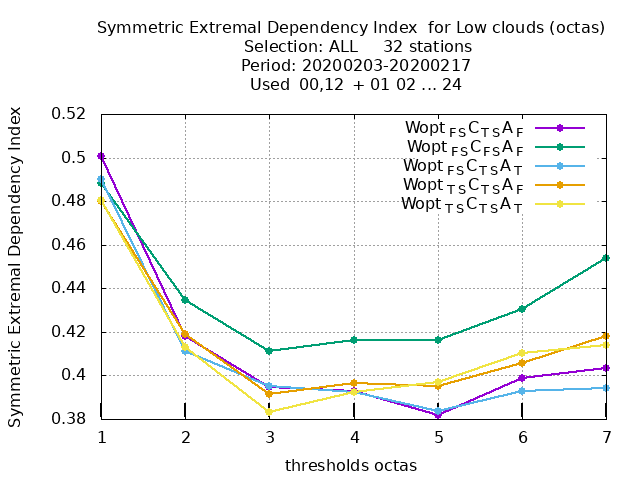 Symmetric Extremal Dependency Index for Low clouds (octas)
Selection: ALL 32 stations
Period: 20200203-20200217
Used 00,12 + 01 02 ... 24
Symmetric Extremal Dependency Index
0.52
0.5
0.48
0.46
0.44
0.42
0.4
0.38
Wopt FS C TS A F
Wopt FS C FS A F
Wopt FS C TS A T
Wopt TS C TS A F
Wopt TS C TS A T
1 2 3 4 5 6 7
thresholds octas